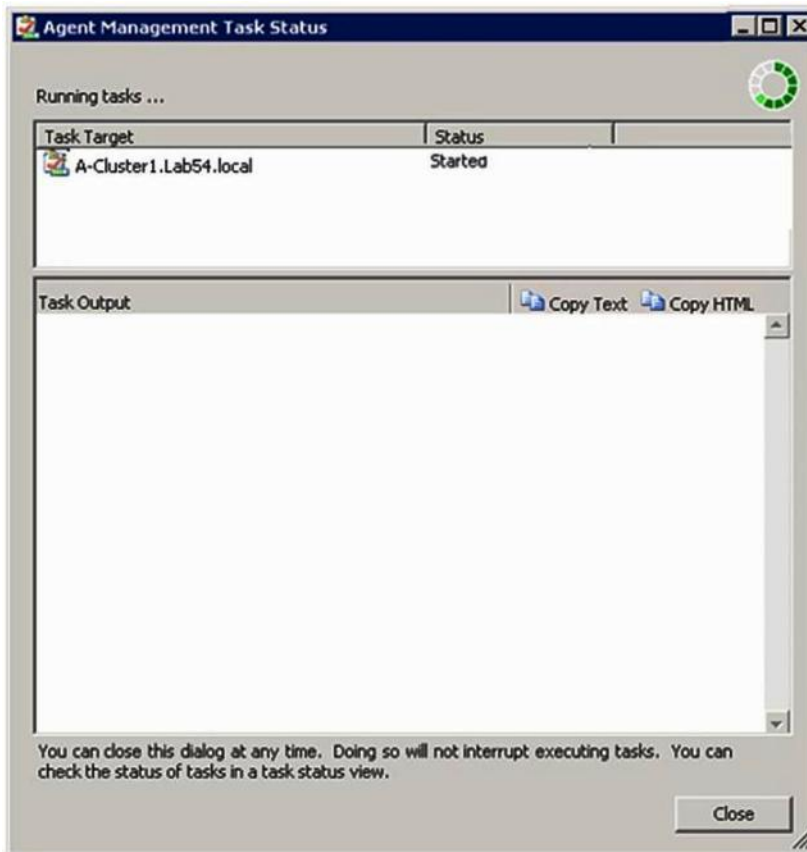 Agent Management Task Status
Running tasks ...
Task Target Status
A-Cluster1.Lab54.local Started
Task Output Copy Text Copy HTML
You can close this dialog at any time. Doing so will not interrupt executing tasks. You can
check the status of tasks in a task status view.
Close